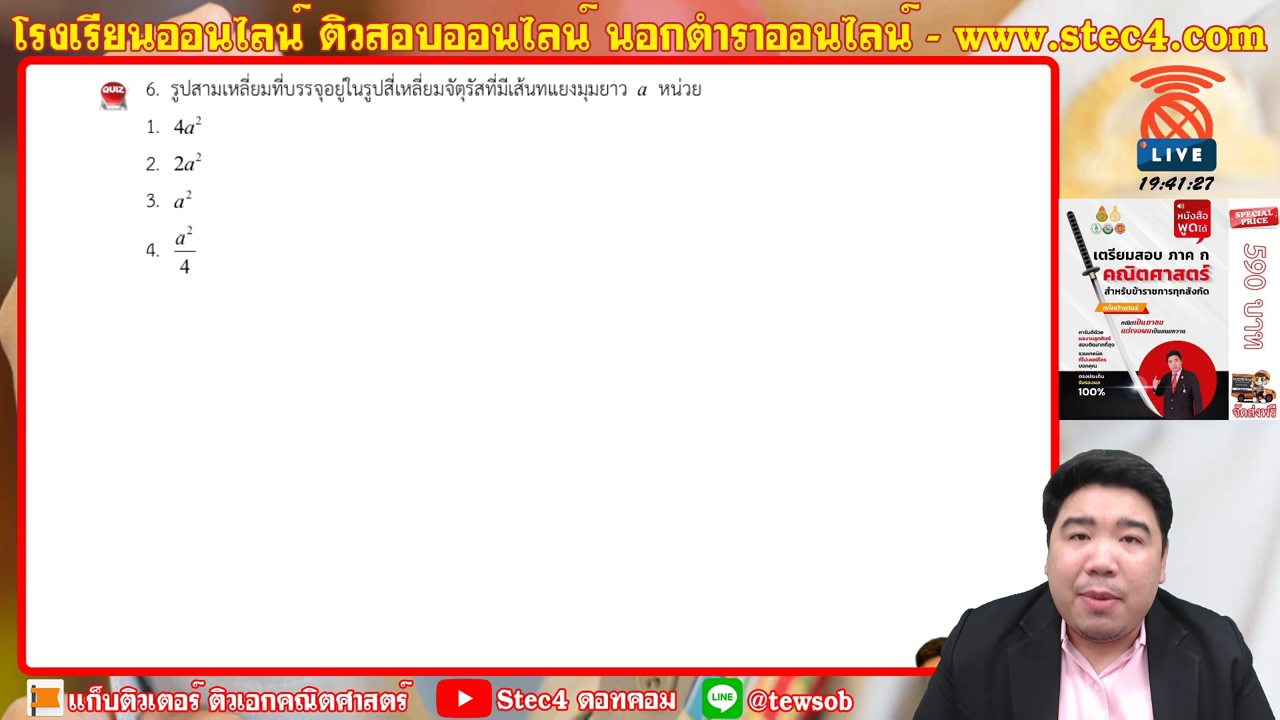 โรงเรียนออนไลน์ ติวสอบออนไลน์ นอกตำราออนไลน์ - www.stec4.com
QUIZ
6. รูปสามเหลี่ยมที่บรรจุอยู่ในรูปสี่เหลี่ยมจัตุรัสที่มีเส้นทแยงมุมยาว a หน่วย
1. 4a²
2. 2a²
3. a²
4. a²/4
LIVE
19:41:27
หนังสือ
พูดได้
SPECIAL
PRICE
เตรียมสอบ ภาค ก
คณิตศาสตร์
สำหรับข้าราชการทุกสังกัด
590 บาท
100%
จัดส่งฟรี
แก็บติวเตอร์ ติวเอกคณิตศาสตร์
Stec4 ดอทคอม
LINE
@tewsob